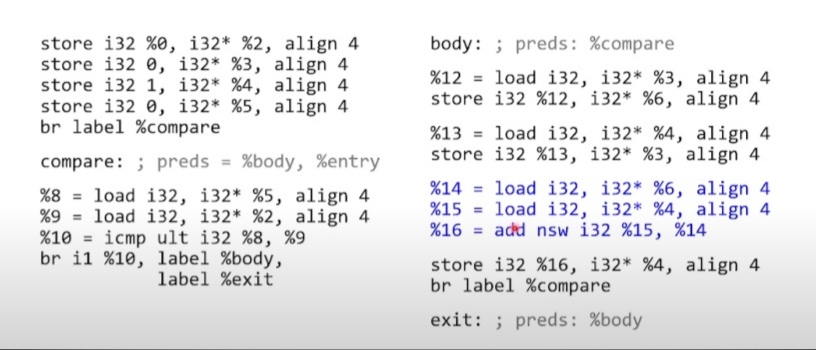 store i32 %0, i32* %2, align 4
store i32 0, i32* %3, align 4
store i32 1, i32* %4, align 4
store i32 0, i32* %5, align 4
br label %compare
compare: ; preds = %body, %entry
%8 = load i32, i32* %5, align 4
%9 = load i32, i32* %2, align 4
%10 = icmp ult i32 %8, %9
br i1 %10, label %body,
label %exit
body: ; preds: %compare
%12 = load i32, i32* %3, align 4
store i32 %12, i32* %6, align 4
%13 = load i32, i32* %4, align 4
store i32 %13, i32* %3, align 4
%14 = load i32, i32* %6, align 4
%15 = load i32, i32* %4, align 4
%16 = add nsw i32 %15, %14
store i32 %16, i32* %4, align 4
br label %compare
exit: ; preds: %body